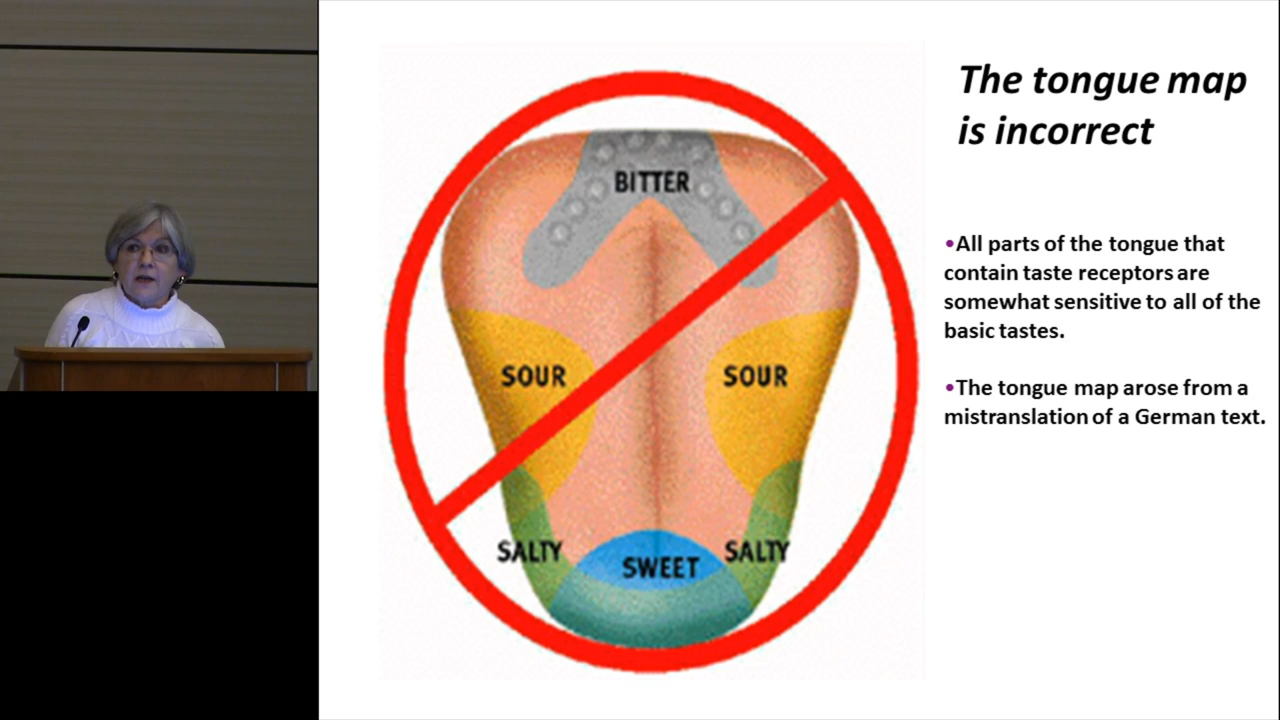 The tongue map
is incorrect
BITTER
SOUR
SOUR
SALTY
SWEET
SALTY
•All parts of the tongue that
contain taste receptors are
somewhat sensitive to all of the
basic tastes.
•The tongue map arose from a
mistranslation of a German text.